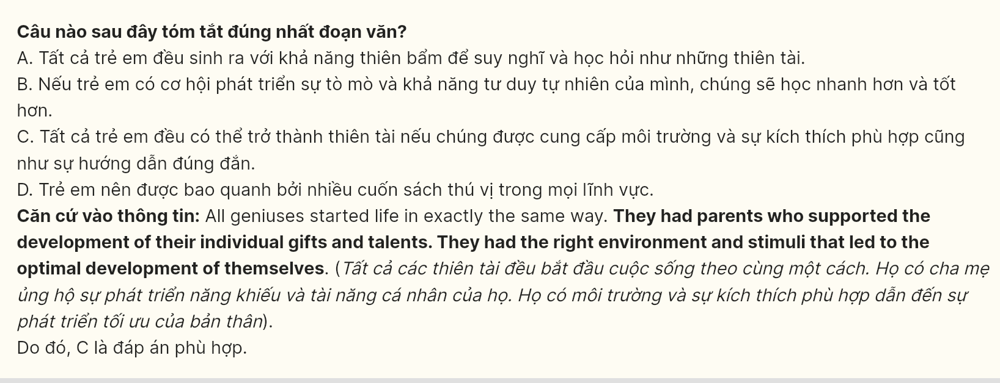 Câu nào sau đây tóm tắt đúng nhất đoạn văn?
A. Tất cả trẻ em đều sinh ra với khả năng thiên bẩm để suy nghĩ và học hỏi như những thiên tài.
B. Nếu trẻ em có cơ hội phát triển sự tò mò và khả năng tư duy tự nhiên của mình, chúng sẽ học nhanh hơn và tốt
hơn.
C. Tất cả trẻ em đều có thể trở thành thiên tài nếu chúng được cung cấp môi trường và sự kích thích phù hợp cũng
như sự hướng dẫn đúng đắn.
D. Trẻ em nên được bao quanh bởi nhiều cuốn sách thú vị trong mọi lĩnh vực.
Căn cứ vào thông tin: All geniuses started life in exactly the same way. They had parents who supported the
development of their individual gifts and talents. They had the right environment and stimuli that led to the
optimal development of themselves. (Tất cả các thiên tài đều bắt đầu cuộc sống theo cùng một cách. Họ có cha mẹ
ủng hộ sự phát triển năng khiếu và tài năng cá nhân của họ. Họ có môi trường và sự kích thích phù hợp dẫn đến sự
phát triển tối ưu của bản thân).
Do đó, C là đáp án phù hợp.